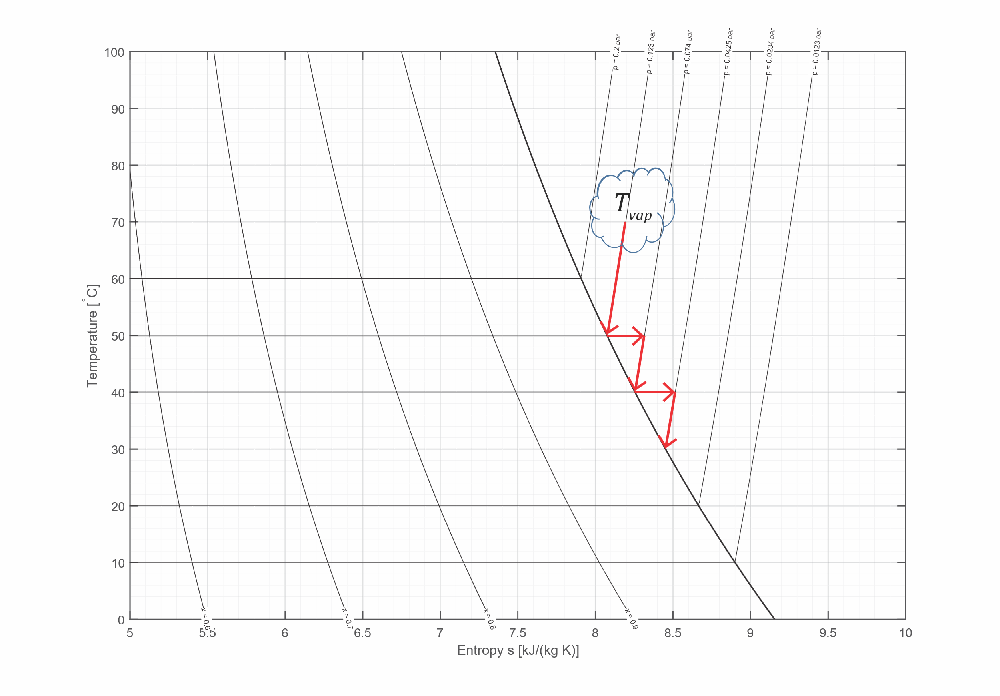 p = 0.2 bar
p = 0.123 bar
p = 0.074 bar
p = 0.0425 bar
p = 0.0234 bar
p = 0.0123 bar
100
90
80
70
60
50
40
30
20
10
0
Temperature [°C]
T vap
x = 0.6
x = 0.7
x = 0.8
x = 0.9
5
5.5
6
6.5
7
7.5
8
8.5
9
9.5
10
Entropy s [kJ/(kg K)]